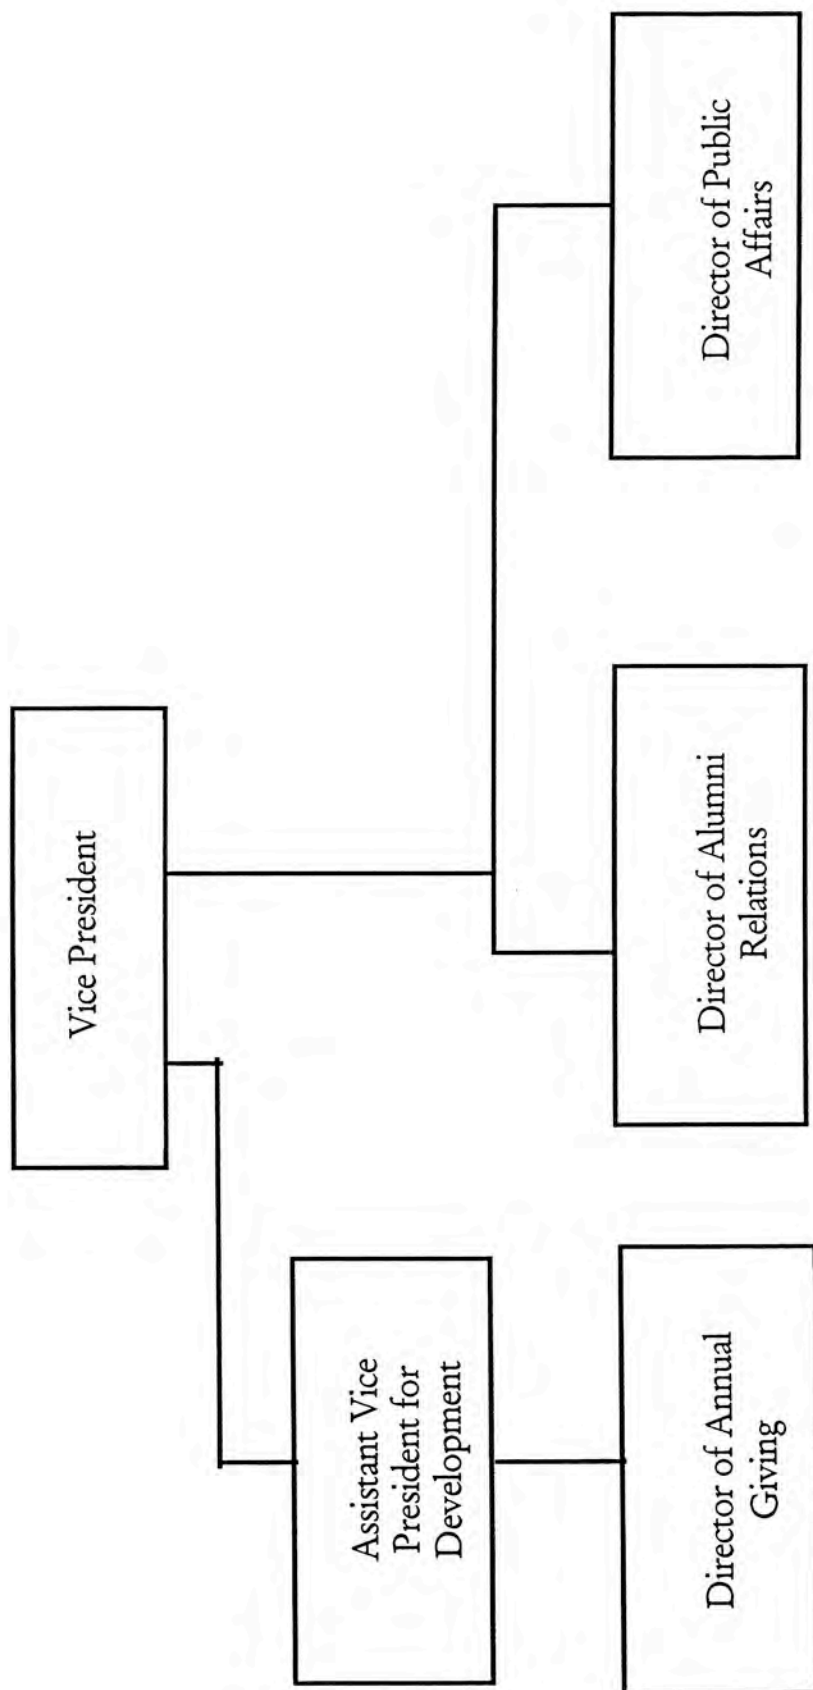 Vice President
Assistant Vice
President for
Development
Director of Annual
Giving
Director of Alumni
Relations
Director of Public
Affairs